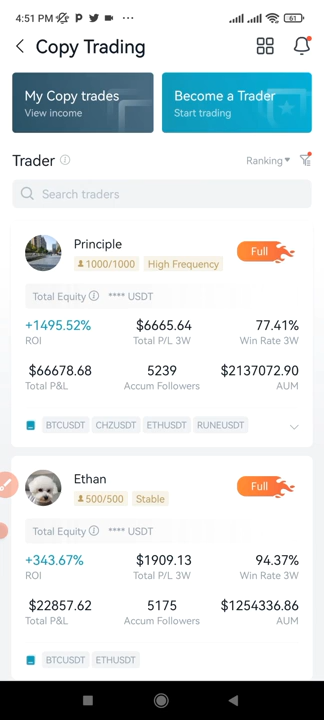 4:51 PM
61
Copy Trading
My Copy trades
View income
Become a Trader
Start trading
Trader
Ranking
Search traders
Principle
1000/1000 High Frequency
Full
Total Equity **** USDT
+1495.52% $6665.64 77.41%
ROI Total P/L 3W Win Rate 3W
$66678.68 5239 $2137072.90
Total P&L Accum Followers AUM
BTCUSDT CHZUSDT ETHUSDT RUNEUSDT
Ethan
500/500 Stable
Full
Total Equity **** USDT
+343.67% $1909.13 94.37%
ROI Total P/L 3W Win Rate 3W
$22857.62 5175 $1254336.86
Total P&L Accum Followers AUM
BTCUSDT ETHUSDT